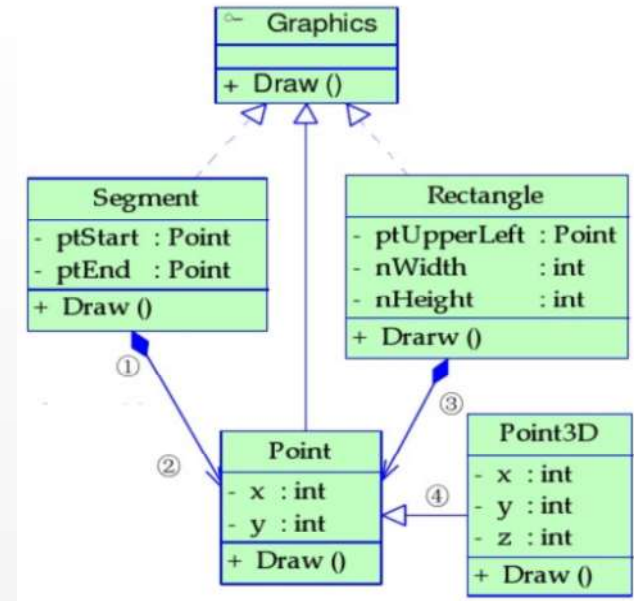 Graphics
+ Draw ()
Segment
- ptStart : Point
- ptEnd : Point
+ Draw ()
Rectangle
- ptUpperLeft : Point
- nWidth : int
- nHeight : int
+ Drarw ()
①
②
③
④
Point
- x : int
- y : int
+ Draw ()
Point3D
- x : int
- y : int
- z : int
+ Draw ()